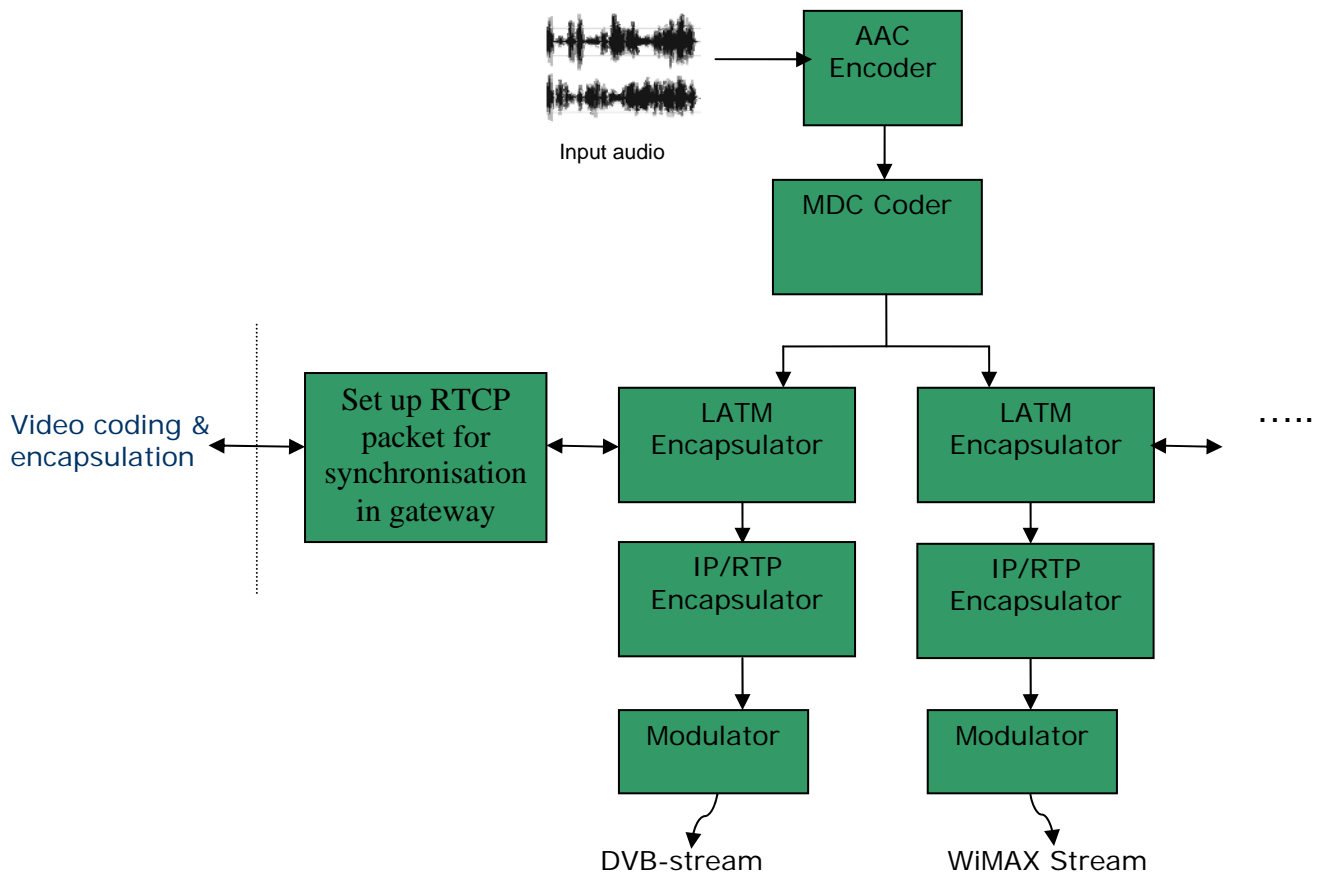 AAC
Encoder
Input audio
MDC Coder
Video coding &
encapsulation
Set up RTCP
packet for
synchronisation
in gateway
LATM
Encapsulator
LATM
Encapsulator
.....
IP/RTP
Encapsulator
IP/RTP
Encapsulator
Modulator
Modulator
DVB-stream
WiMAX Stream